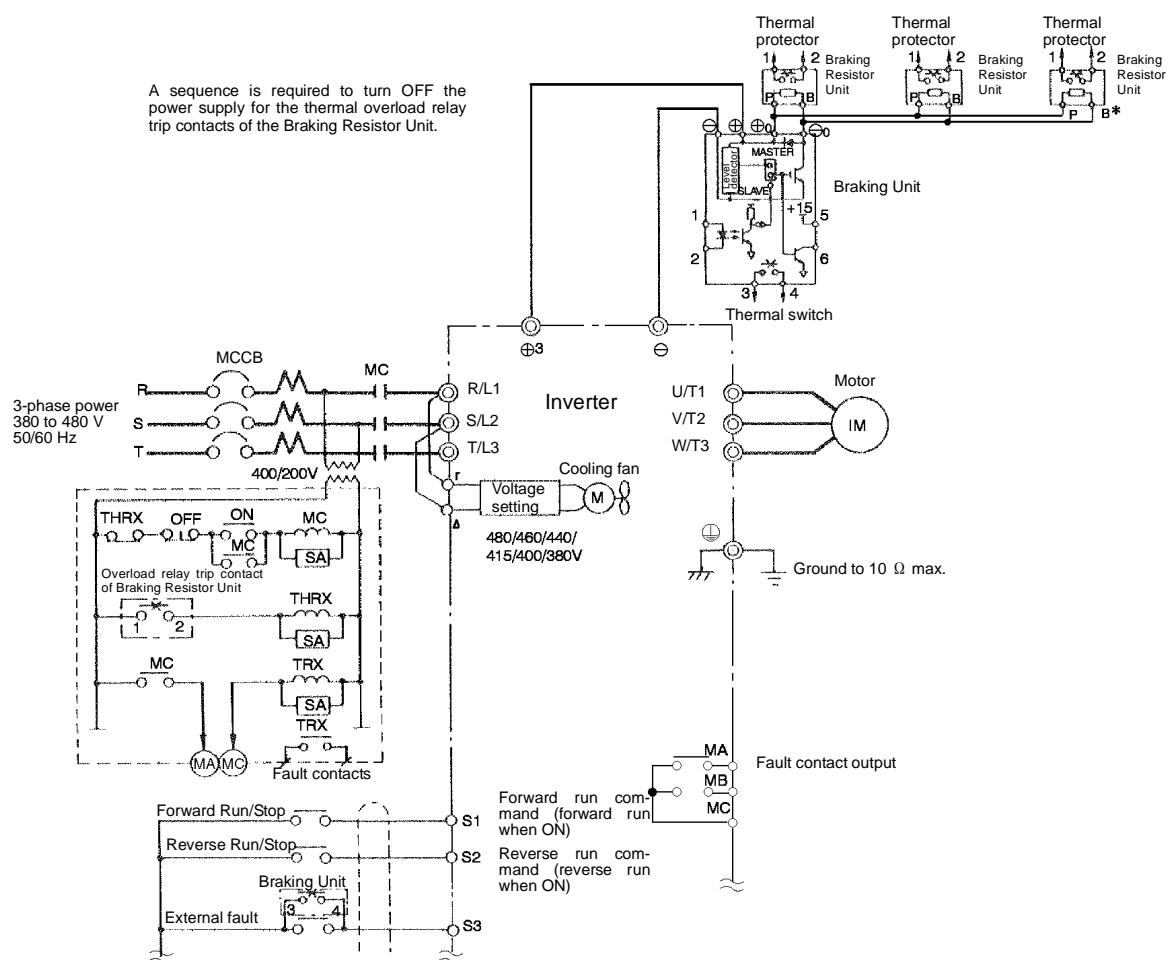 Thermal
protector
Thermal
protector
Thermal
protector
1 2 Braking
Resistor
Unit
P B
1 2 Braking
Resistor
Unit
P B
1 2 Braking
Resistor
Unit
P B*
A sequence is required to turn OFF the
power supply for the thermal overload relay
trip contacts of the Braking Resistor Unit.
⊖ ⊕ ⊕0 ⊖0
MASTER
Level
detector
SLAVE
Braking Unit
+15
1 5
2 6
3 4
Thermal switch
⊕3 ⊖
MCCB MC
R R/L1 Inverter U/T1 Motor
3-phase power
380 to 480 V
50/60 Hz
S S/L2 V/T2 IM
T T/L3 W/T3
400/200V
r Voltage
setting
Cooling fan
M
Δ
480/460/440/
415/400/380V
THRX OFF ON MC
MC SA
Overload relay trip contact
of Braking Resistor Unit
1 2
THRX
SA
MC TRX
SA
TRX
MA MC Fault contacts
Ground to 10 Ω max.
MA Fault contact output
MB
MC
Forward Run/Stop S1 Forward run com-
mand (forward run
when ON)
Reverse Run/Stop S2 Reverse run com-
mand (reverse run
when ON)
Braking Unit
3 4
External fault S3